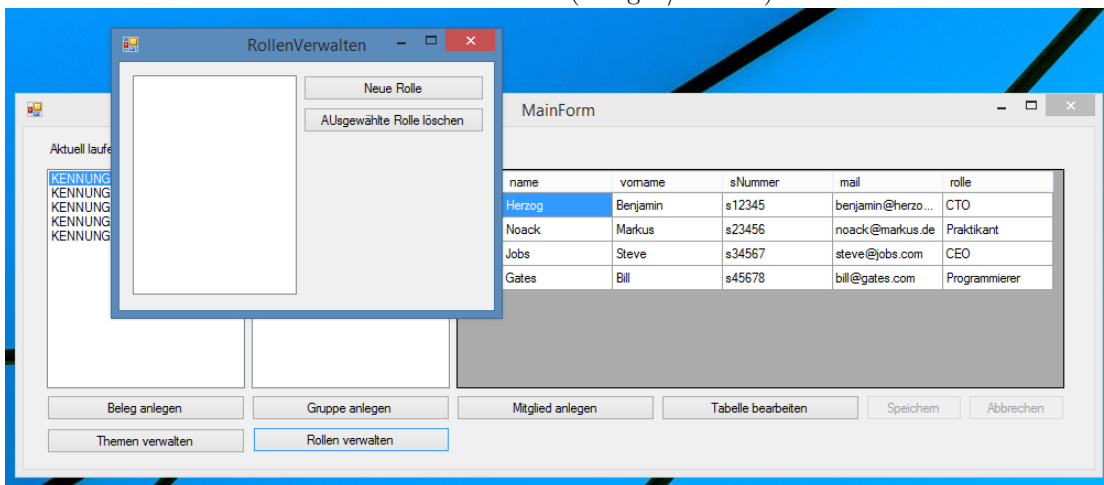 RollenVerwalten
Neue Rolle
AUsgewählte Rolle löschen
MainForm
Aktuell laufe
KENNUNG
KENNUNG
KENNUNG
KENNUNG
KENNUNG
name vorname sNummer mail rolle
Herzog Benjamin s12345 benjamin@herzo... CTO
Noack Markus s23456 noack@markus.de Praktikant
Jobs Steve s34567 steve@jobs.com CEO
Gates Bill s45678 bill@gates.com Programmierer
Beleg anlegen Gruppe anlegen Mitglied anlegen Tabelle bearbeiten Speichern Abbrechen
Themen verwalten Rollen verwalten